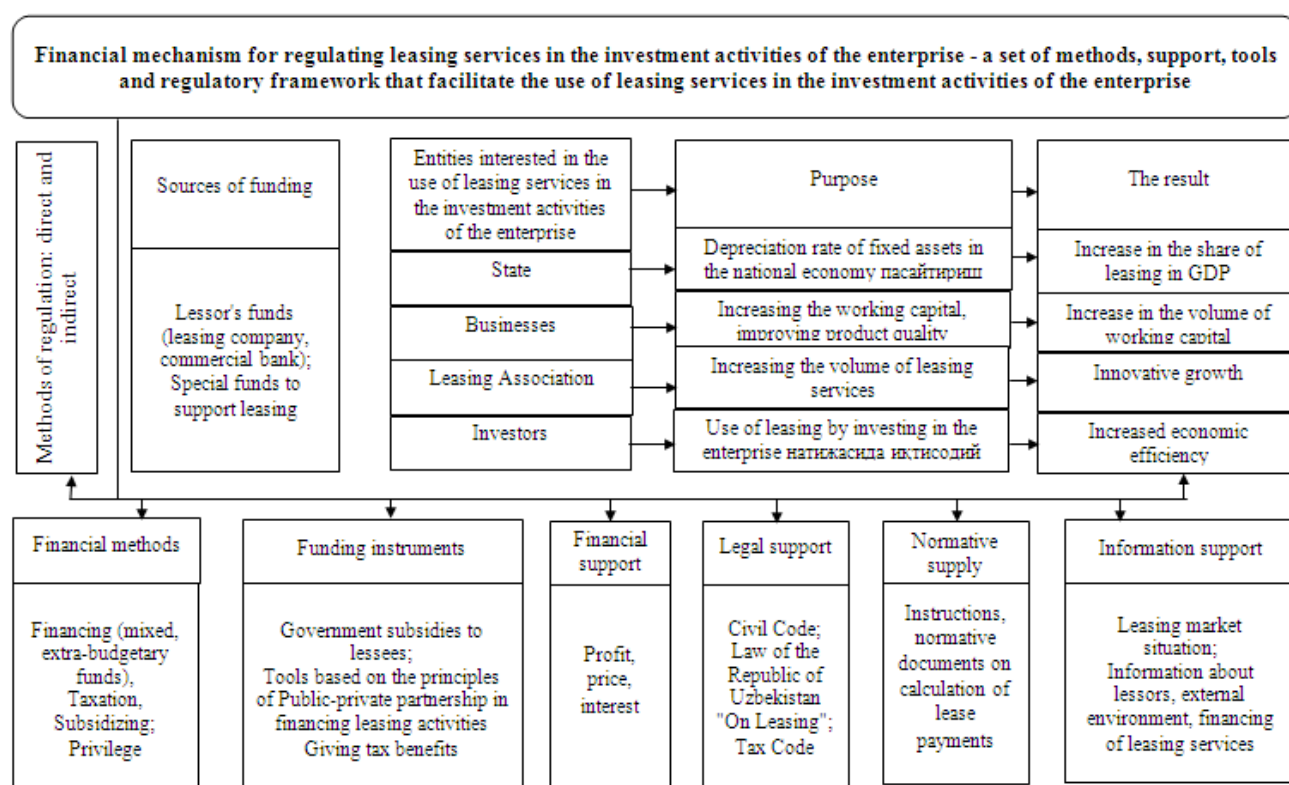 Financial mechanism for regulating leasing services in the investment activities of the enterprise - a set of methods, support, tools
and regulatory framework that facilitate the use of leasing services in the investment activities of the enterprise
Methods of regulation: direct and
indirect
Sources of funding
Lessor's funds
(leasing company,
commercial bank);
Special funds to
support leasing
Entities interested in the
use of leasing services in
the investment activities
of the enterprise
Purpose
The result
State
Depreciation rate of fixed assets in
the national economy пасайтириш
Increase in the share of
leasing in GDP
Businesses
Increasing the working capital,
improving product quality
Increase in the volume of
working capital
Leasing Association
Increasing the volume of leasing
services
Innovative growth
Investors
Use of leasing by investing in the
enterprise натижасида иқтисодий
Increased economic
efficiency
Financial methods
Financing (mixed,
extra-budgetary
funds),
Taxation,
Subsidizing;
Privilege
Funding instruments
Government subsidies to
lessees;
Tools based on the principles
of Public-private partnership in
financing leasing activities
Giving tax benefits
Financial
support
Profit,
price,
interest
Legal support
Civil Code;
Law of the
Republic of
Uzbekistan
"On Leasing";
Tax Code
Normative
supply
Instructions,
normative
documents on
calculation of
lease
payments
Information support
Leasing market
situation;
Information about
lessors, external
environment, financing
of leasing services